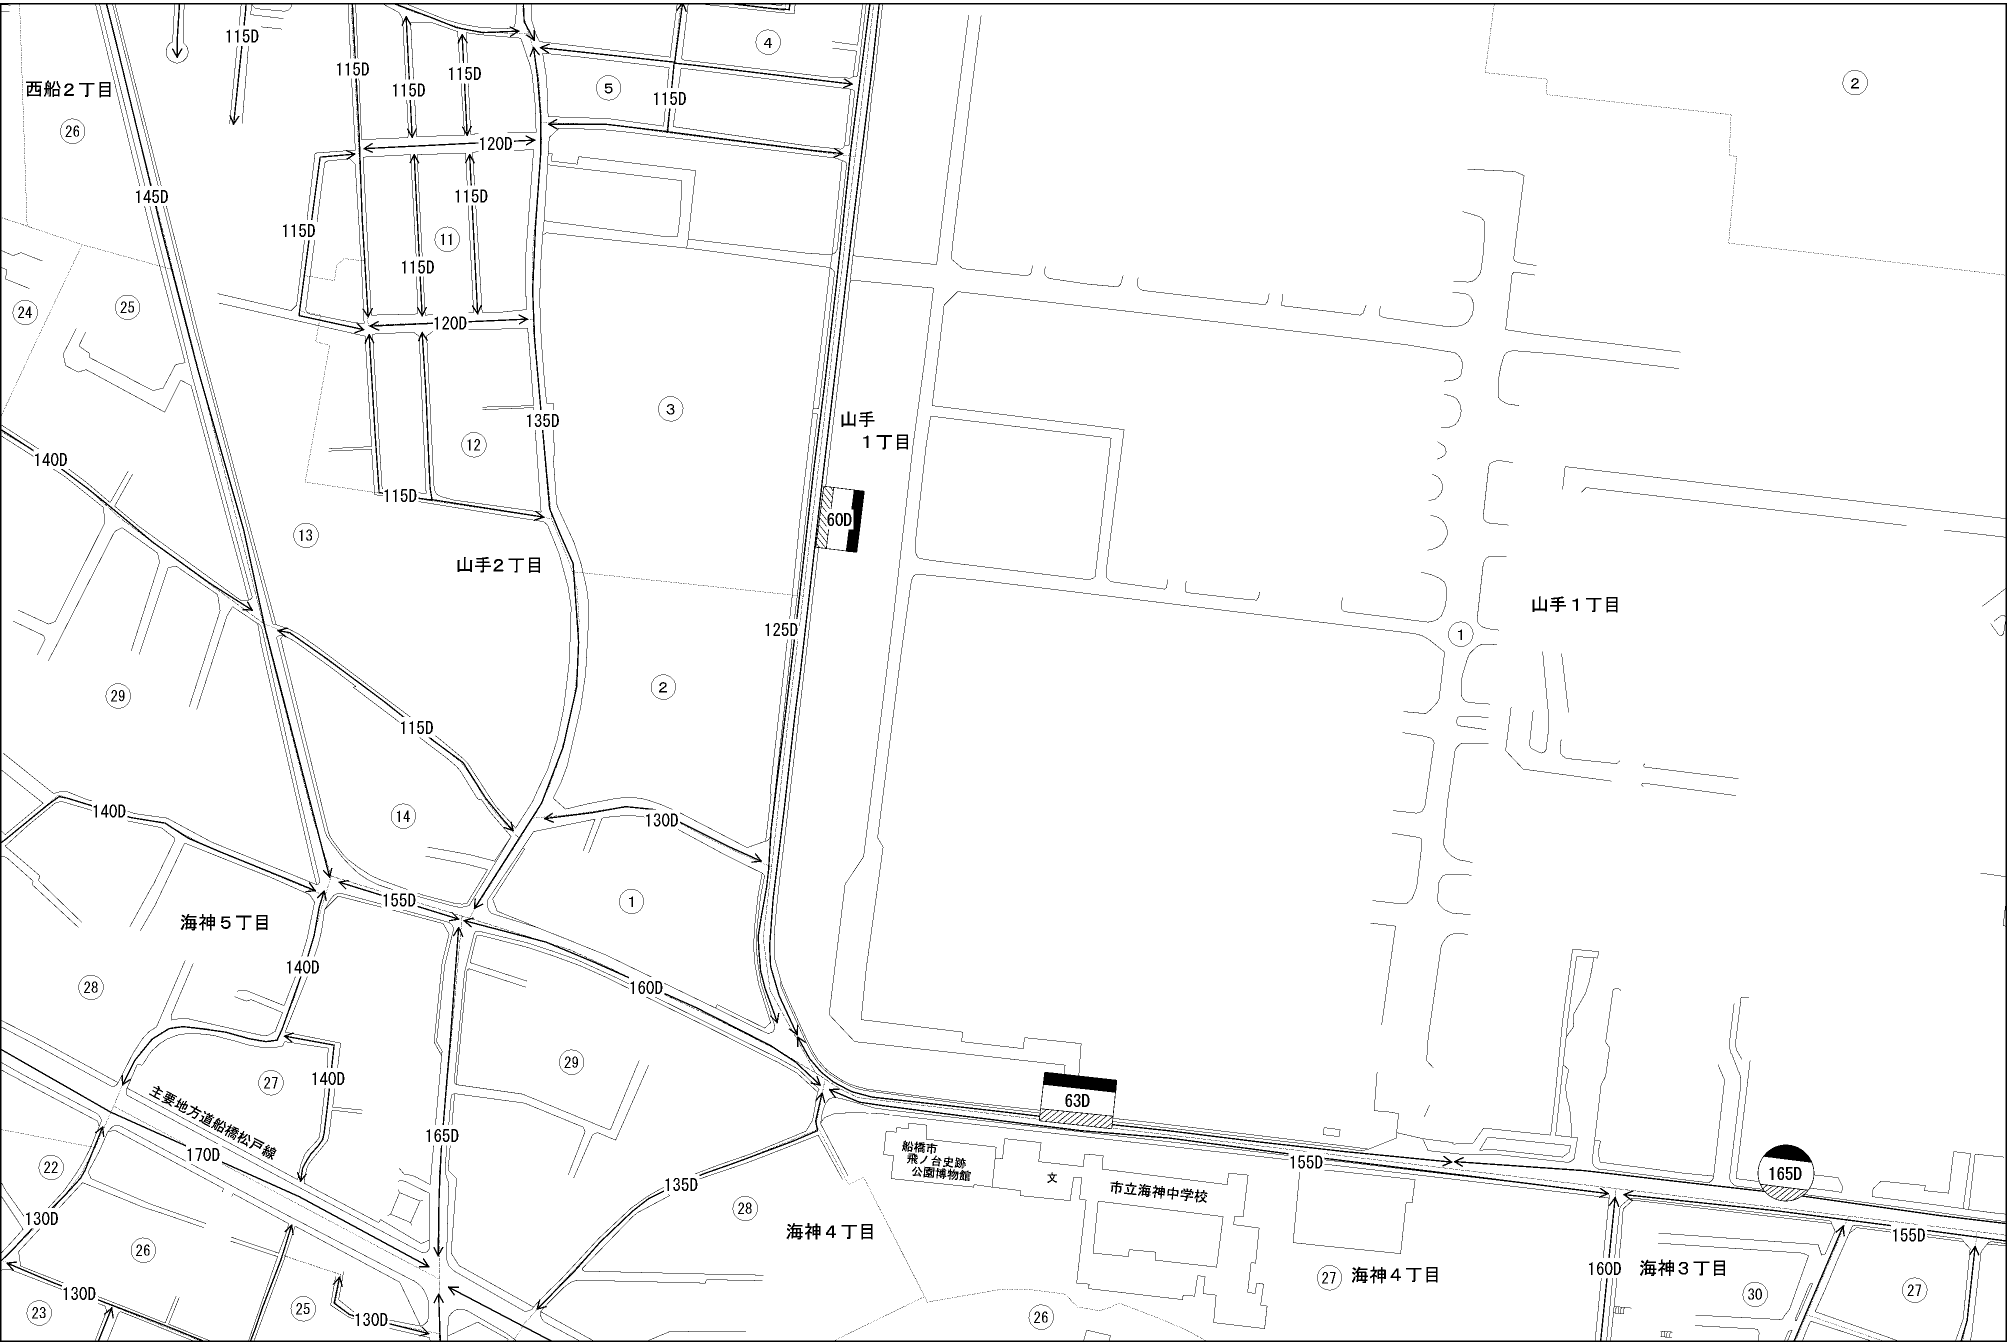 115D
115D
115D
115D
④
西船２丁目
115D
⑤
115D
②
㉖
120D
145D
115D
115D
⑪
115D
㉔
㉕
120D
③
135D
山手
１丁目
⑫
140D
115D
60D
⑬
山手２丁目
山手１丁目
125D
①
②
㉙
115D
140D
⑭
130D
155D
①
海神５丁目
140D
㉘
160D
㉙
㉗
140D
主要地方道船橋松戸線
63D
165D
船橋市
飛ノ台史跡
公園博物館
170D
㉒
155D
165D
文
市立海神中学校
135D
㉘
130D
海神４丁目
155D
㉖
160D
海神３丁目
㉗
海神４丁目
130D
㉚
㉗
㉓
㉕
130D
㉖